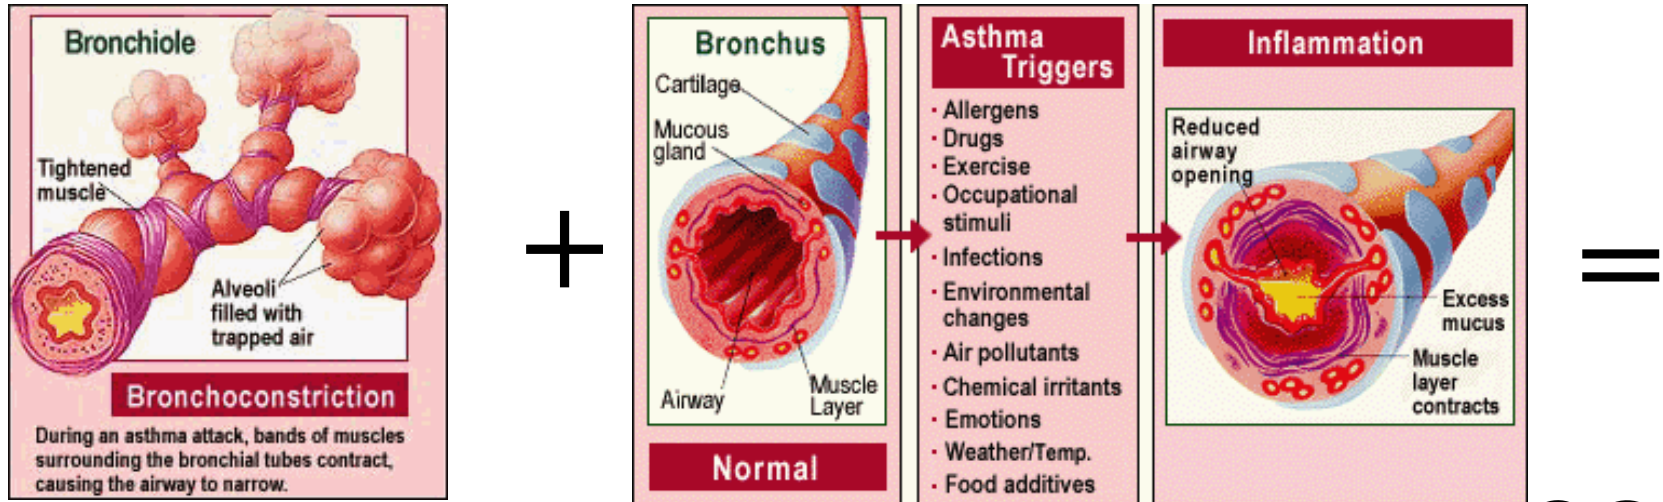 Bronchiole
Tightened
muscle
Alveoli
filled with
trapped air
Bronchoconstriction
During an asthma attack, bands of muscles
surrounding the bronchial tubes contract,
causing the airway to narrow.
+
Bronchus
Cartilage
Mucous
gland
Airway
Muscle
Layer
Normal
Asthma
Triggers
· Allergens
· Drugs
· Exercise
· Occupational
stimuli
· Infections
· Environmental
changes
· Air pollutants
· Chemical irritants
· Emotions
· Weather/Temp.
· Food additives
Inflammation
Reduced
airway
opening
Excess
mucus
Muscle
layer
contracts
=